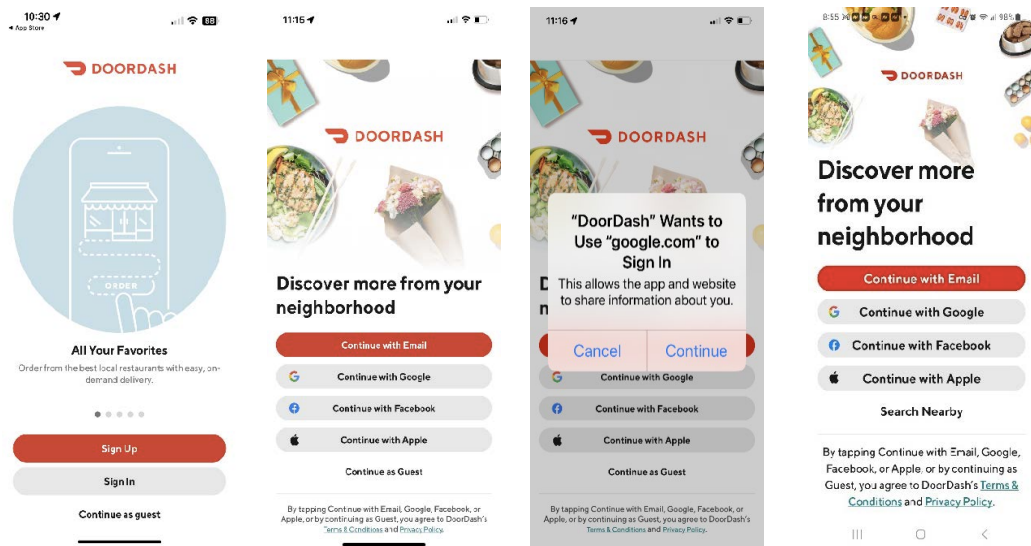 10:30
88
App Store
DOORDASH
ORDER
All Your Favorites
Order from the best local restaurants with easy, on-
demand delivery.
Sign Up
Sign In
Continue as guest
11:15
DOORDASH
Discover more from your
neighborhood
Continue with Email
Continue with Google
Continue with Facebook
Continue with Apple
Continue as Guest
By tapping Continue with Email, Google, Facebook, or
Apple, or by continuing as Guest, you agree to DoorDash's
Terms & Conditions and Privacy Policy.
11:16
DOORDASH
"DoorDash" Wants to
Use "google.com" to
Sign In
This allows the app and website
to share information about you.
Cancel
Continue
Continue with Google
Continue with Facebook
Continue with Apple
Continue as Guest
By tapping Continue with Email, Google, Facebook, or
Apple, or by continuing as Guest, you agree to DoorDash's
Terms & Conditions and Privacy Policy.
8:55
98%
DOORDASH
Discover more
from your
neighborhood
Continue with Email
Continue with Google
Continue with Facebook
Continue with Apple
Search Nearby
By tapping Continue with Email, Google,
Facebook, or Apple, or by continuing as
Guest, you agree to DoorDash's Terms &
Conditions and Privacy Policy.